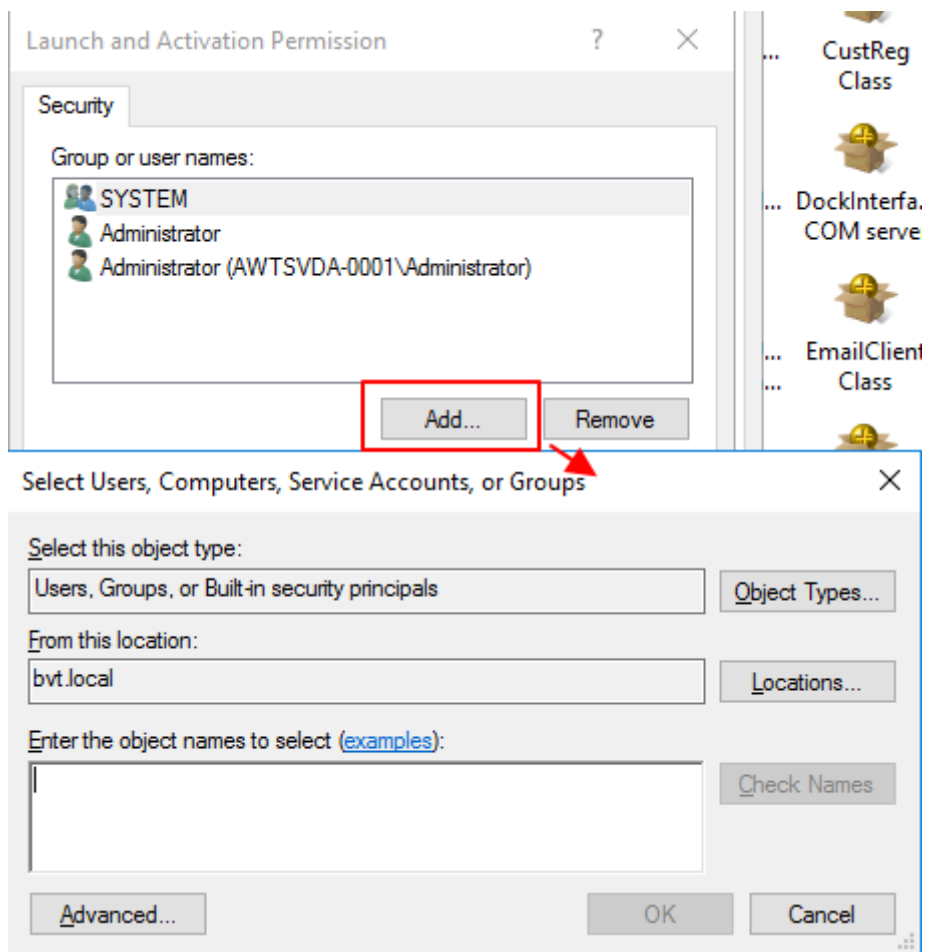 Launch and Activation Permission
?
Security
Group or user names:
SYSTEM
Administrator
Administrator (AWTSVDA-0001\Administrator)
Add...
Remove
...
CustReg
Class
... DockInterfa.
COM serve
... EmailClient
... Class
Select Users, Computers, Service Accounts, or Groups
Select this object type:
Users, Groups, or Built-in security principals
Object Types...
From this location:
bvt.local
Locations...
Enter the object names to select (examples):
Check Names
Advanced...
OK
Cancel